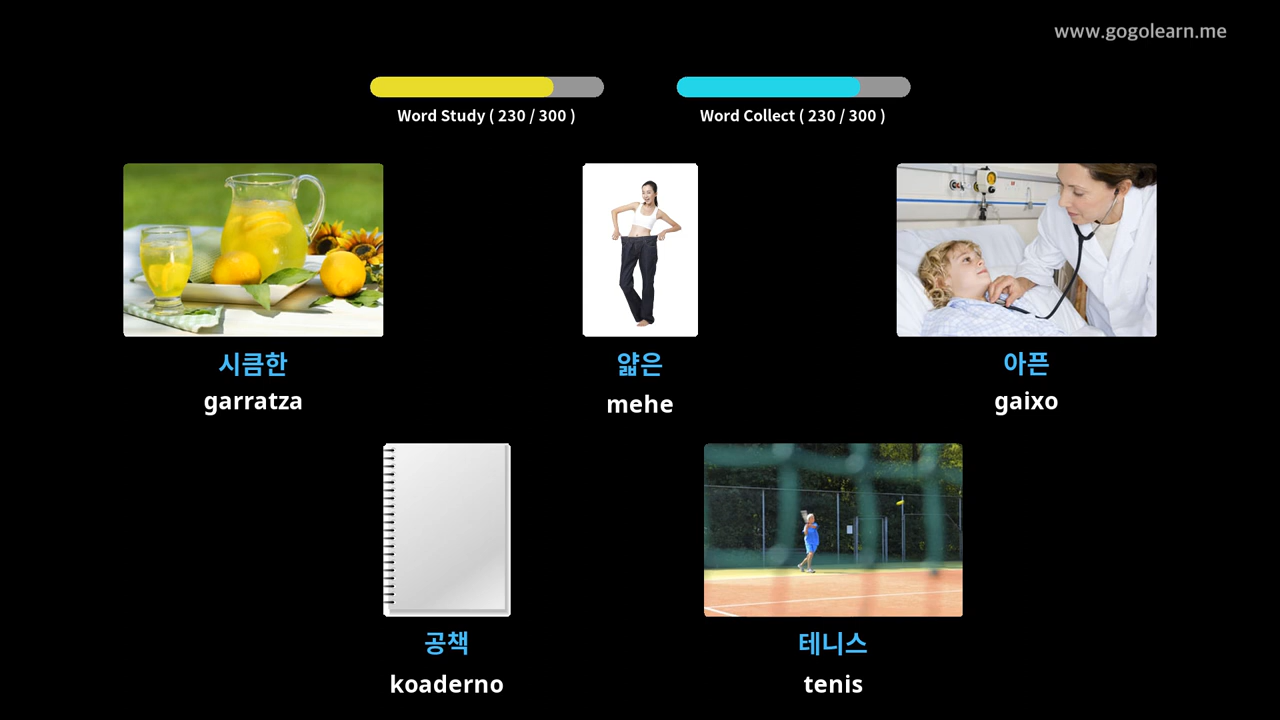 www.gogolearn.me
Word Study ( 230 / 300 )
Word Collect ( 230 / 300 )
시큼한
얇은
아픈
garratza
mehe
gaixo
공책
테니스
koaderno
tenis